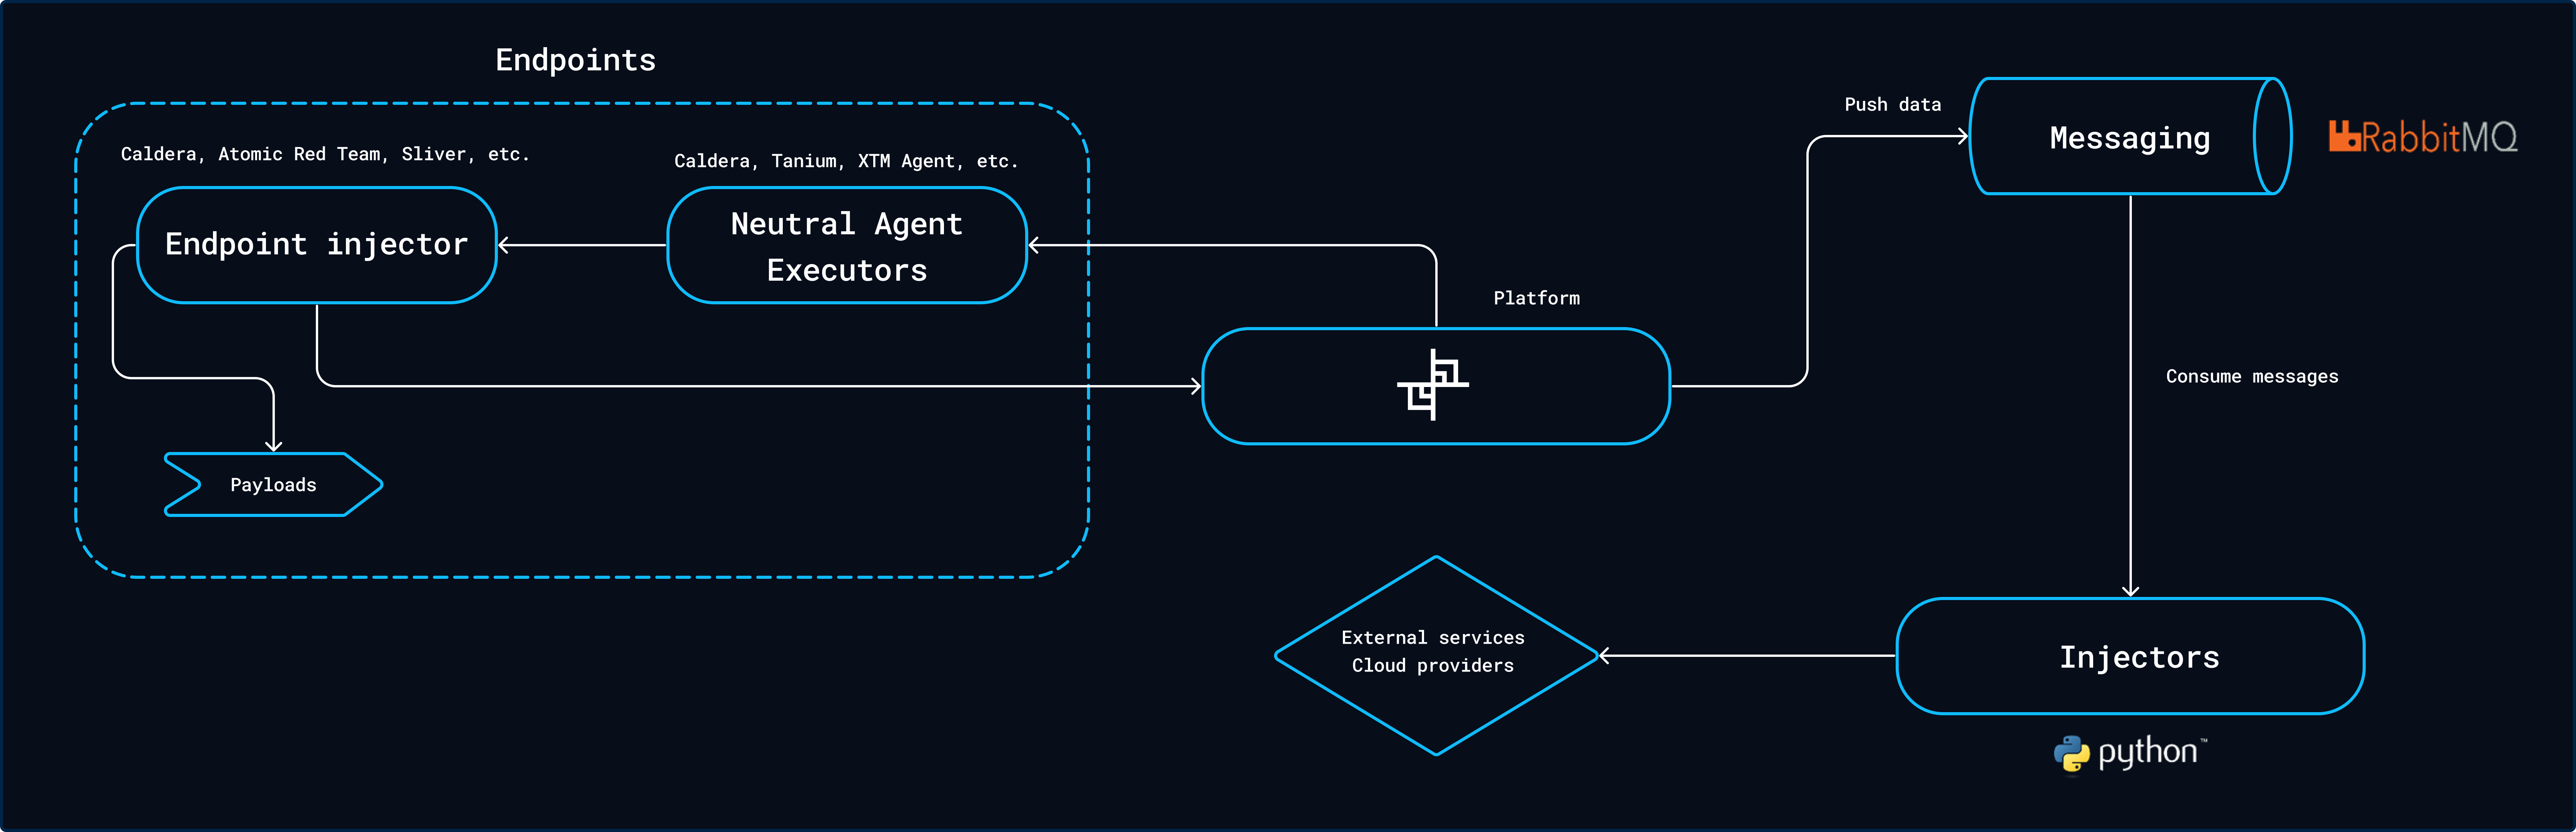 Endpoints
Caldera, Atomic Red Team, Sliver, etc.
Endpoint injector
Caldera, Tanium, XTM Agent, etc.
Neutral Agent
Executors
Payloads
Platform
Push data
Messaging
RabbitMQ
Consume messages
External services
Cloud providers
Injectors
python™